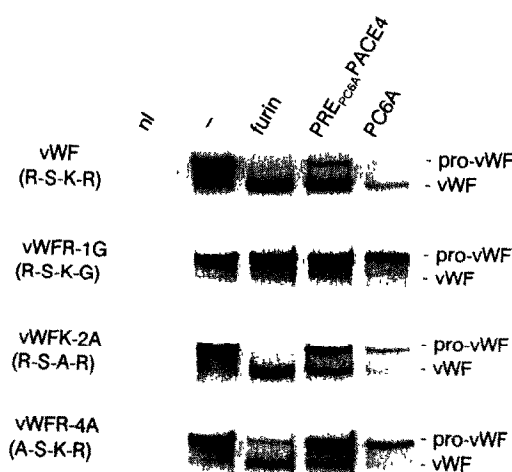 nl - furin PRE PC6A PACE4 PC6A
vWF
(R-S-K-R)
- pro-vWF
- vWF
vWFR-1G
(R-S-K-G)
- pro-vWF
- vWF
vWFK-2A
(R-S-A-R)
- pro-vWF
- vWF
vWFR-4A
(A-S-K-R)
- pro-vWF
- vWF